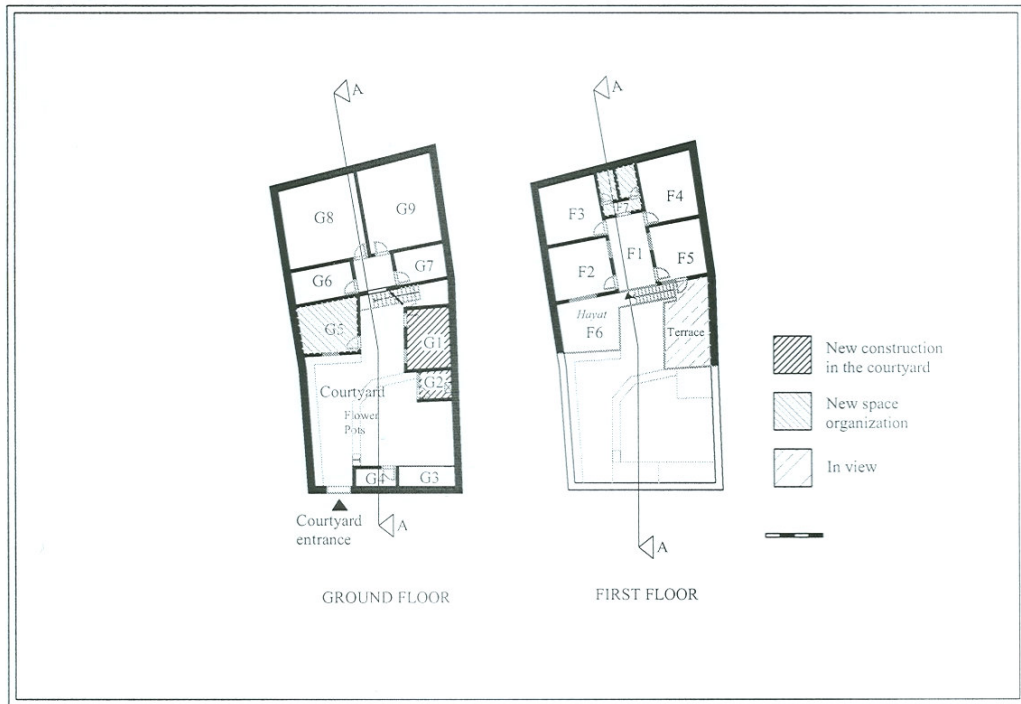 A
A
G8
G9
G6
G7
G5
G1
G2
Courtyard
Flower
Pots
G4
G3
Courtyard
entrance
A
GROUND FLOOR
F3
F7
F4
F1
F2
F5
Hayat
F6
Terrace
A
FIRST FLOOR
New construction
in the courtyard
New space
organization
In view